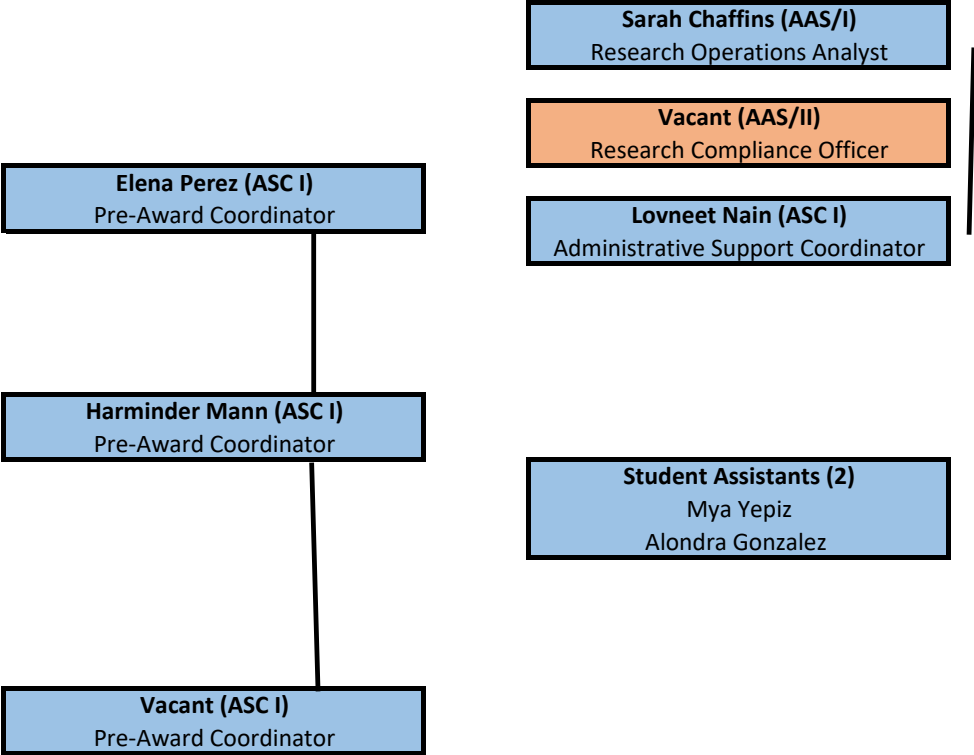 Sarah Chaffins (AAS/I)
Research Operations Analyst
Vacant (AAS/II)
Research Compliance Officer
Elena Perez (ASC I)
Pre-Award Coordinator
Lovneet Nain (ASC I)
Administrative Support Coordinator
Harminder Mann (ASC I)
Pre-Award Coordinator
Student Assistants (2)
Mya Yepiz
Alondra Gonzalez
Vacant (ASC I)
Pre-Award Coordinator